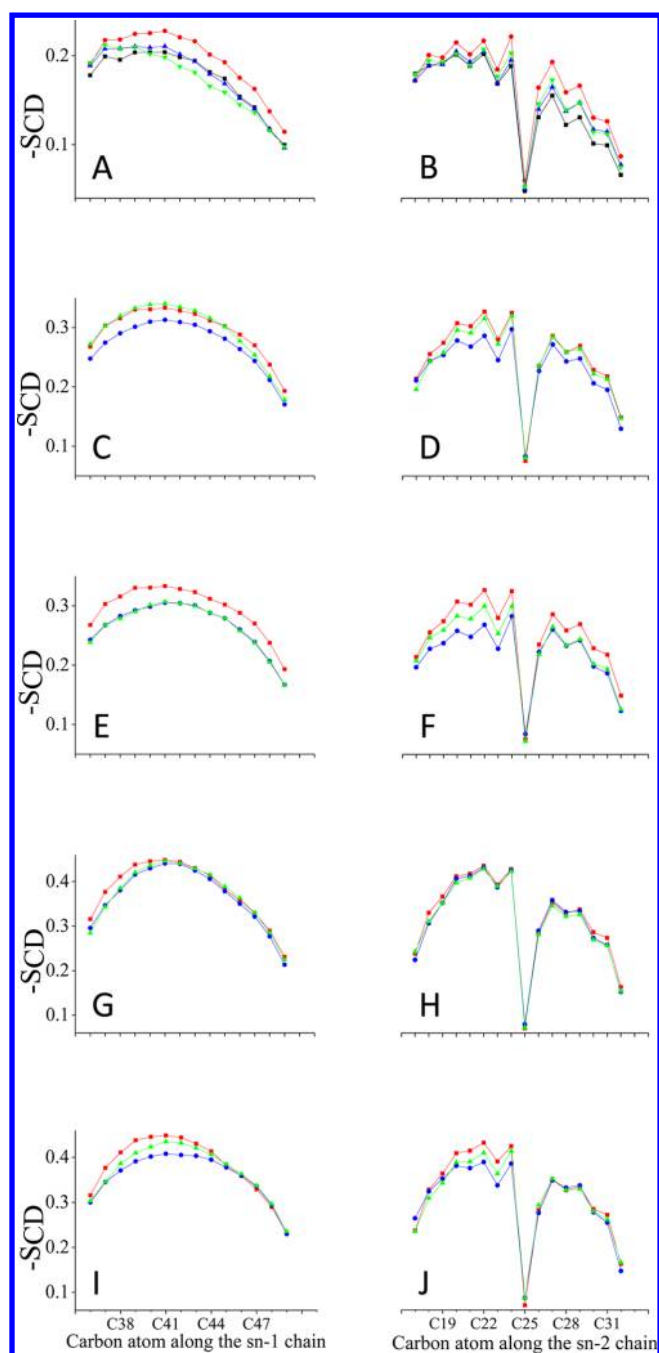 -SCD
0.2
0.1
A
B
-SCD
0.3
0.2
0.1
C
D
-SCD
0.3
0.2
0.1
E
F
-SCD
0.4
0.3
0.2
0.1
G
H
-SCD
0.4
0.3
0.2
0.1
I
J
C38 C41 C44 C47
C19 C22 C25 C28 C31
Carbon atom along the sn-1 chain
Carbon atom along the sn-2 chain